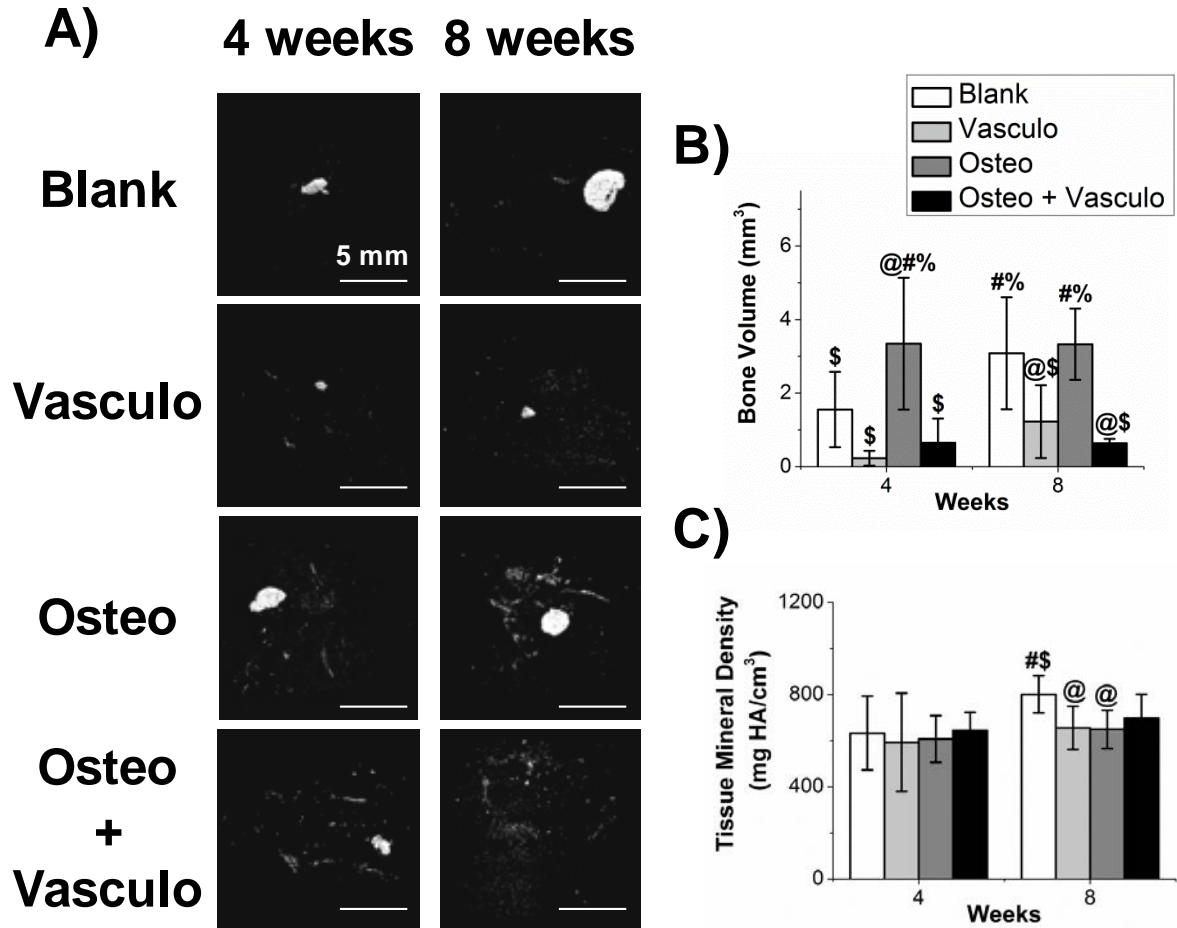 A)
4 weeks 8 weeks
Blank
5 mm
Vasculo
Osteo
Osteo
+
Vasculo
B)
Blank
Vasculo
Osteo
Osteo + Vasculo
Bone Volume (mm³)
6
4
2
0
$
$
@#%
$
#%
@$
#%
@$
4 8
Weeks
C)
Tissue Mineral Density
(mg HA/cm³)
1200
800
400
0
#$
@
@
4 8
Weeks